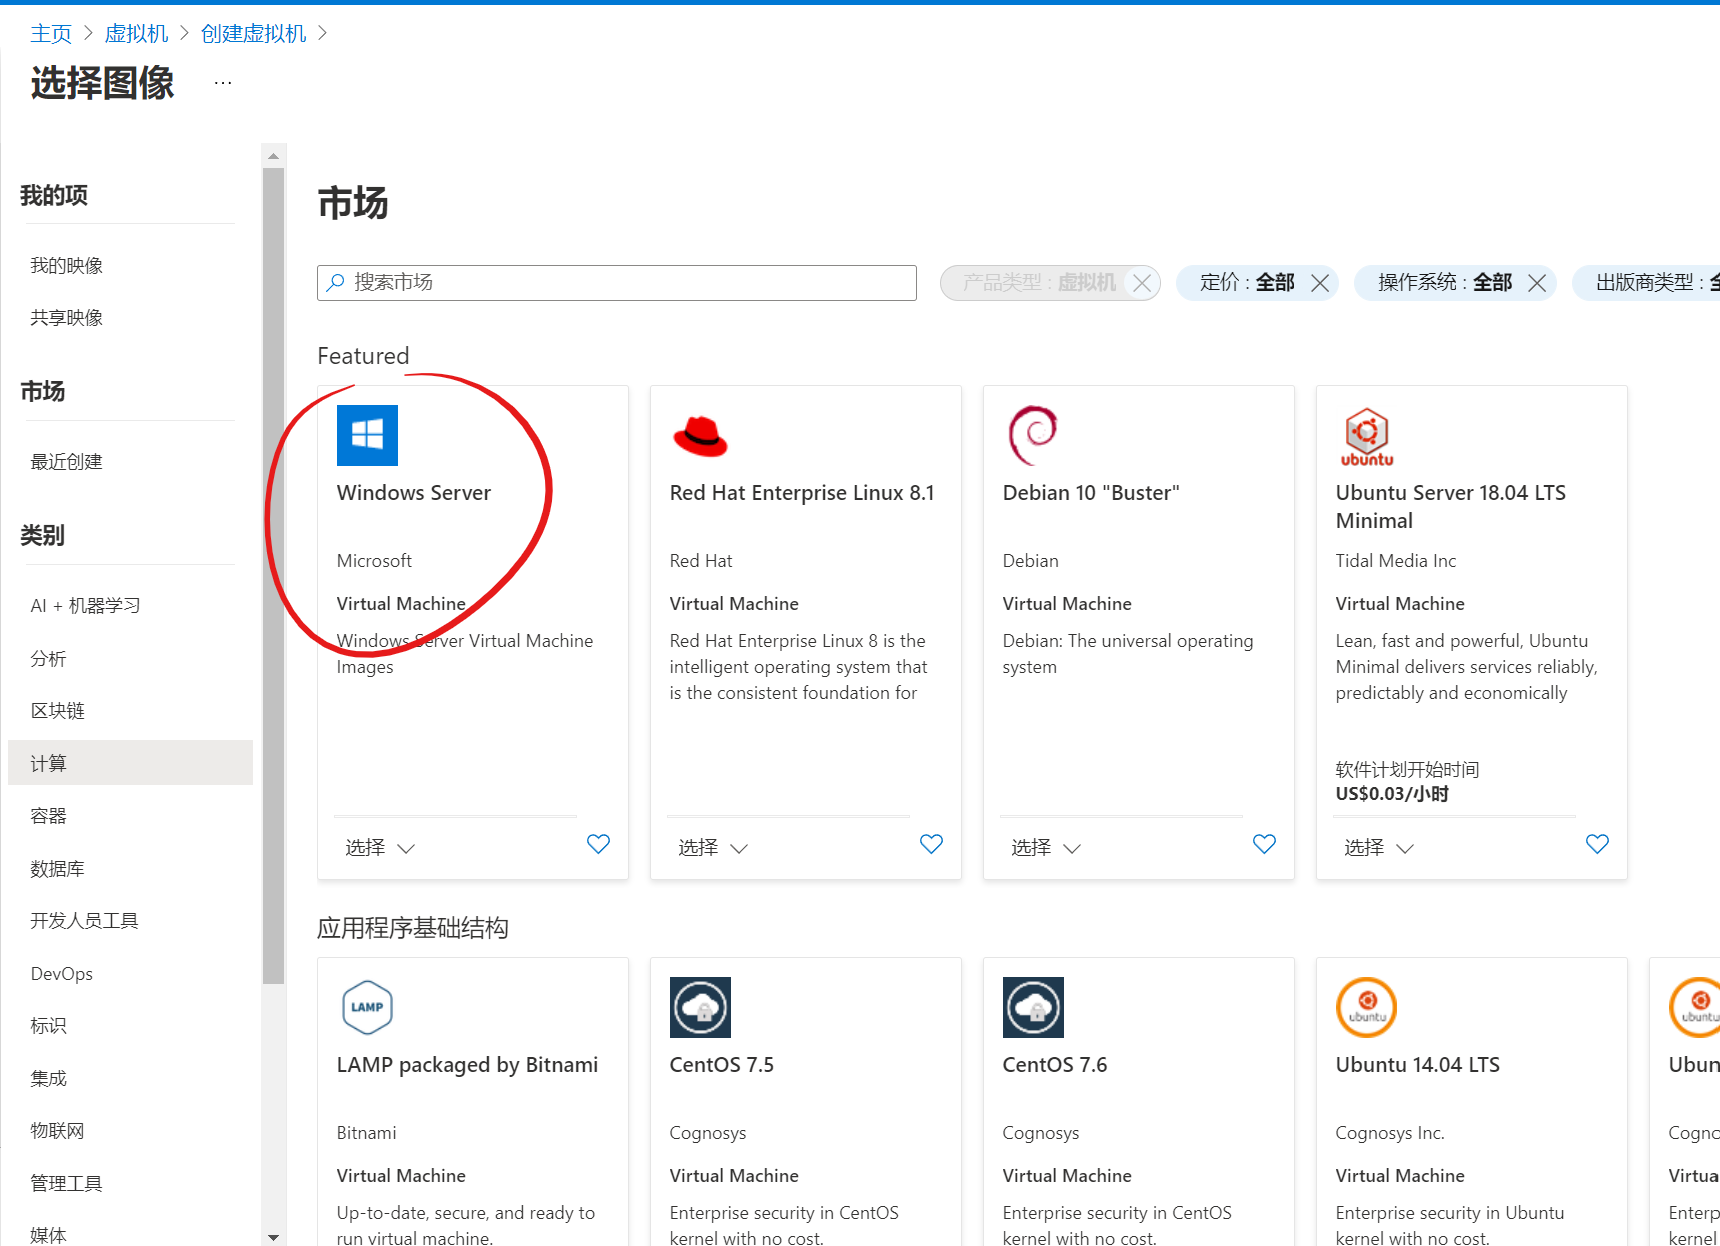 主页 > 虚拟机 > 创建虚拟机 >
选择图像 ...
我的项
我的映像
共享映像
市场
最近创建
类别
AI + 机器学习
分析
区块链
计算
容器
数据库
开发人员工具
DevOps
标识
集成
物联网
管理工具
媒体
市场
搜索市场
产品类型 : 虚拟机
定价 : 全部
操作系统 : 全部
出版商类型 :
Featured
Windows Server
Microsoft
Virtual Machine
Windows Server Virtual Machine
Images
选择
Red Hat Enterprise Linux 8.1
Red Hat
Virtual Machine
Red Hat Enterprise Linux 8 is the
intelligent operating system that
is the consistent foundation for
选择
Debian 10 "Buster"
Debian
Virtual Machine
Debian: The universal operating
system
选择
ubuntu
Ubuntu Server 18.04 LTS
Minimal
Tidal Media Inc
Virtual Machine
Lean, fast and powerful, Ubuntu
Minimal delivers services reliably,
predictably and economically
软件计划开始时间
US$0.03/小时
选择
应用程序基础结构
LAMP
LAMP packaged by Bitnami
Bitnami
Virtual Machine
Up-to-date, secure, and ready to
run virtual machine.
CentOS 7.5
Cognosys
Virtual Machine
Enterprise security in CentOS
kernel with no cost.
CentOS 7.6
Cognosys
Virtual Machine
Enterprise security in CentOS
kernel with no cost.
ubuntu
Ubuntu 14.04 LTS
Cognosys Inc.
Virtual Machine
Enterprise security in Ubuntu
kernel with no cost.
ubuntu
Ubun
Cogno
Virtua
Enterp
kernel